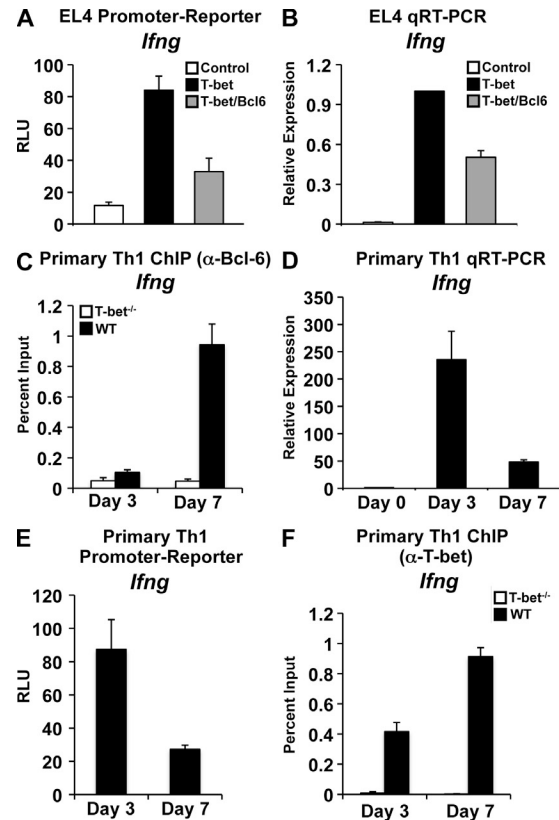 A EL4 Promoter-Reporter
Ifng
Control
T-bet
T-bet/Bcl6
RLU
100
80
60
40
20
0
B EL4 qRT-PCR
Ifng
Control
T-bet
T-bet/Bcl6
Relative Expression
1.2
0.9
0.6
0.3
0
C Primary Th1 ChIP (α-Bcl-6)
Ifng
T-bet-/-
WT
Percent Input
1.2
1
0.8
0.6
0.4
0.2
0
Day 3 Day 7
D Primary Th1 qRT-PCR
Ifng
Relative Expression
350
300
250
200
150
100
50
0
Day 0 Day 3 Day 7
E Primary Th1
Promoter-Reporter
Ifng
RLU
120
100
80
60
40
20
0
Day 3 Day 7
F Primary Th1 ChIP
(α-T-bet)
Ifng
T-bet-/-
WT
Percent Input
1.2
1
0.8
0.6
0.4
0.2
0
Day 3 Day 7